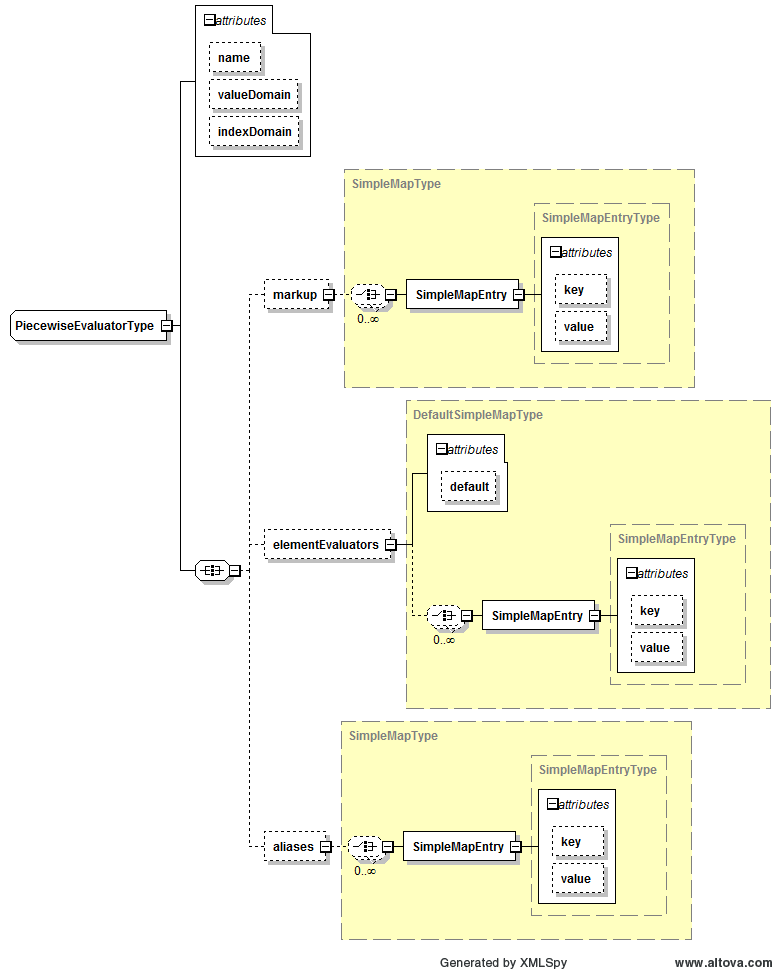 attributes
name
valueDomain
indexDomain
SimpleMapType
SimpleMapEntryType
attributes
markup
SimpleMapEntry
key
0..∞
value
PiecewiseEvaluatorType
DefaultSimpleMapType
attributes
default
elementEvaluators
SimpleMapEntryType
attributes
SimpleMapEntry
key
0..∞
value
SimpleMapType
SimpleMapEntryType
attributes
aliases
SimpleMapEntry
key
0..∞
value
Generated by XMLSpy
www.altova.com